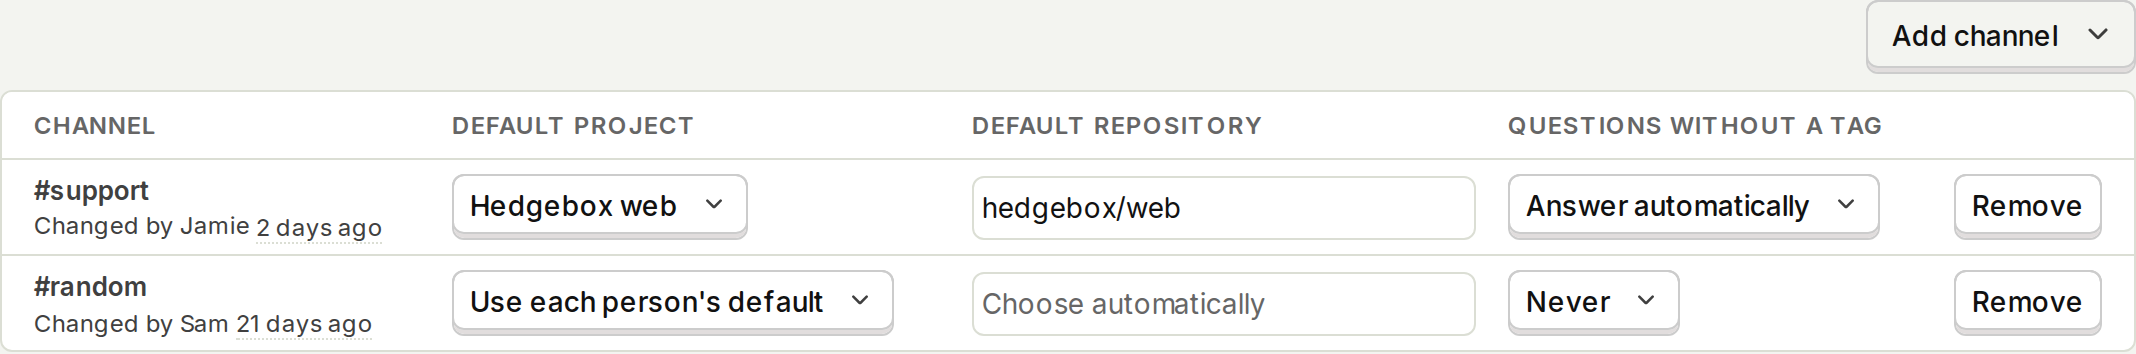 Add channel
CHANNEL DEFAULT PROJECT DEFAULT REPOSITORY QUESTIONS WITHOUT A TAG
#support
Changed by Jamie 2 days ago
Hedgebox web
hedgebox/web
Answer automatically
Remove
#random
Changed by Sam 21 days ago
Use each person's default
Choose automatically
Never
Remove